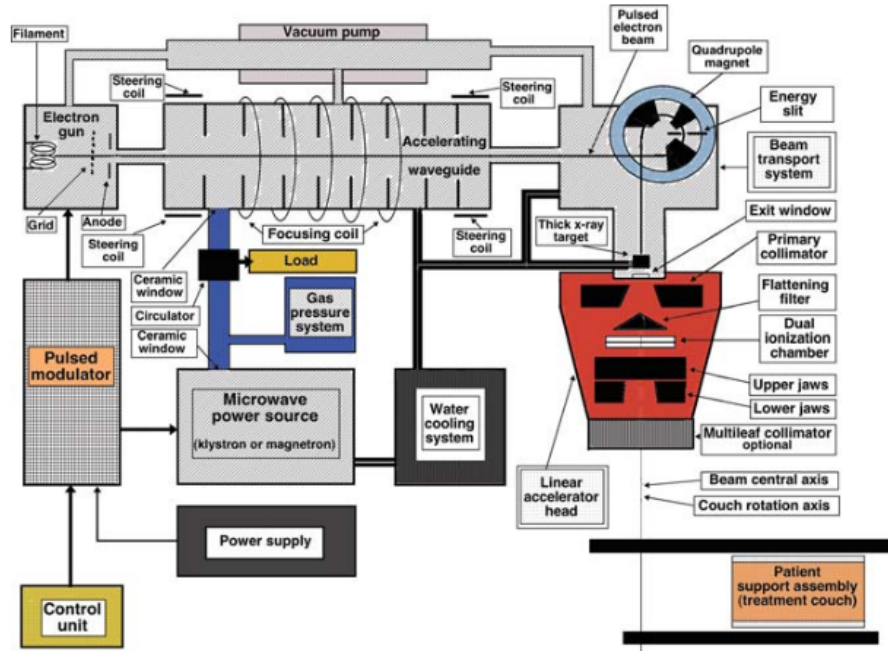 Filament
Vacuum pump
Pulsed
electron
beam
Quadrupole
magnet
Steering
coil
Steering
coil
Energy
slit
Electron
gun
Accelerating
waveguide
Beam
transport
system
Grid
Anode
Steering
coil
Focusing coil
Steering
coil
Thick x-ray
target
Exit window
Ceramic
window
Load
Primary
collimator
Circulator
Gas
pressure
system
Flattening
filter
Ceramic
window
Dual
ionization
chamber
Pulsed
modulator
Microwave
power source
(klystron or magnetron)
Water
cooling
system
Upper jaws
Lower jaws
Multileaf collimator
optional
Linear
accelerator
head
Beam central axis
Couch rotation axis
Power supply
Patient
support assembly
(treatment couch)
Control
unit